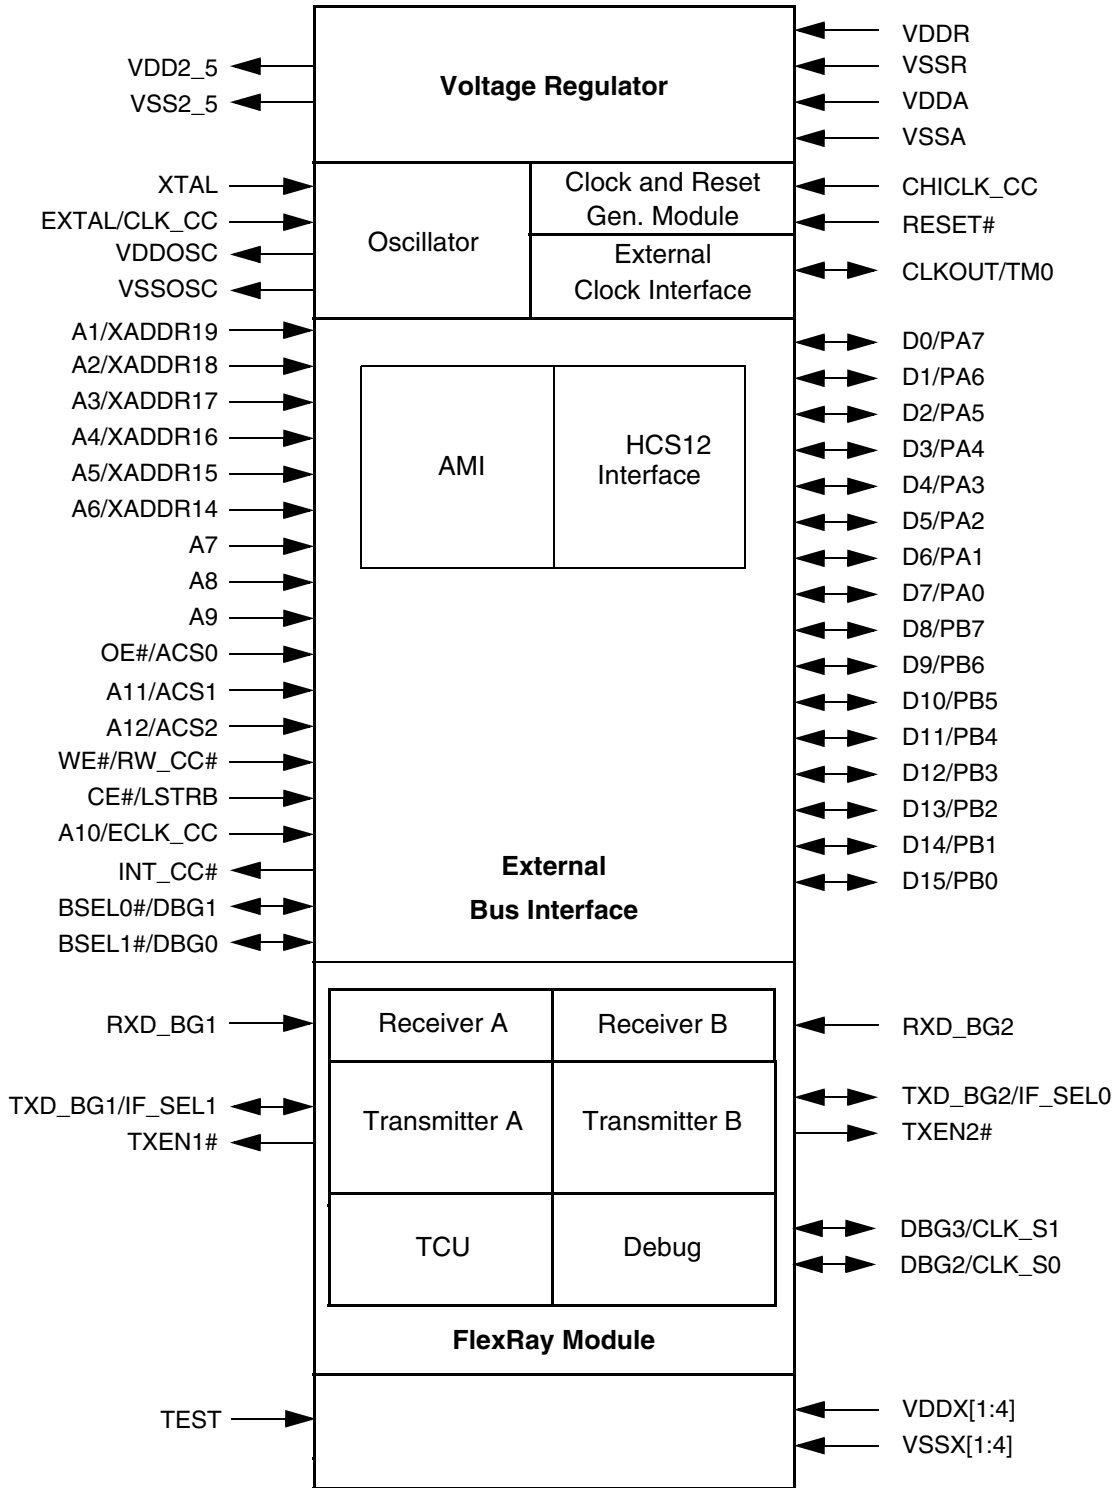 VDD2_5
VSS2_5
Voltage Regulator
VDDR
VSSR
VDDA
VSSA
XTAL
EXTAL/CLK_CC
VDDOSC
VSSOSC
Oscillator
Clock and Reset
Gen. Module
External
Clock Interface
CHICLK_CC
RESET#
CLKOUT/TM0
A1/XADDR19
A2/XADDR18
A3/XADDR17
A4/XADDR16
A5/XADDR15
A6/XADDR14
A7
A8
A9
OE#/ACS0
A11/ACS1
A12/ACS2
WE#/RW_CC#
CE#/LSTRB
A10/ECLK_CC
INT_CC#
BSEL0#/DBG1
BSEL1#/DBG0
AMI
HCS12
Interface
External
Bus Interface
D0/PA7
D1/PA6
D2/PA5
D3/PA4
D4/PA3
D5/PA2
D6/PA1
D7/PA0
D8/PB7
D9/PB6
D10/PB5
D11/PB4
D12/PB3
D13/PB2
D14/PB1
D15/PB0
RXD_BG1
TXD_BG1/IF_SEL1
TXEN1#
Receiver A
Receiver B
Transmitter A
Transmitter B
TCU
Debug
FlexRay Module
RXD_BG2
TXD_BG2/IF_SEL0
TXEN2#
DBG3/CLK_S1
DBG2/CLK_S0
TEST
VDDX[1:4]
VSSX[1:4]